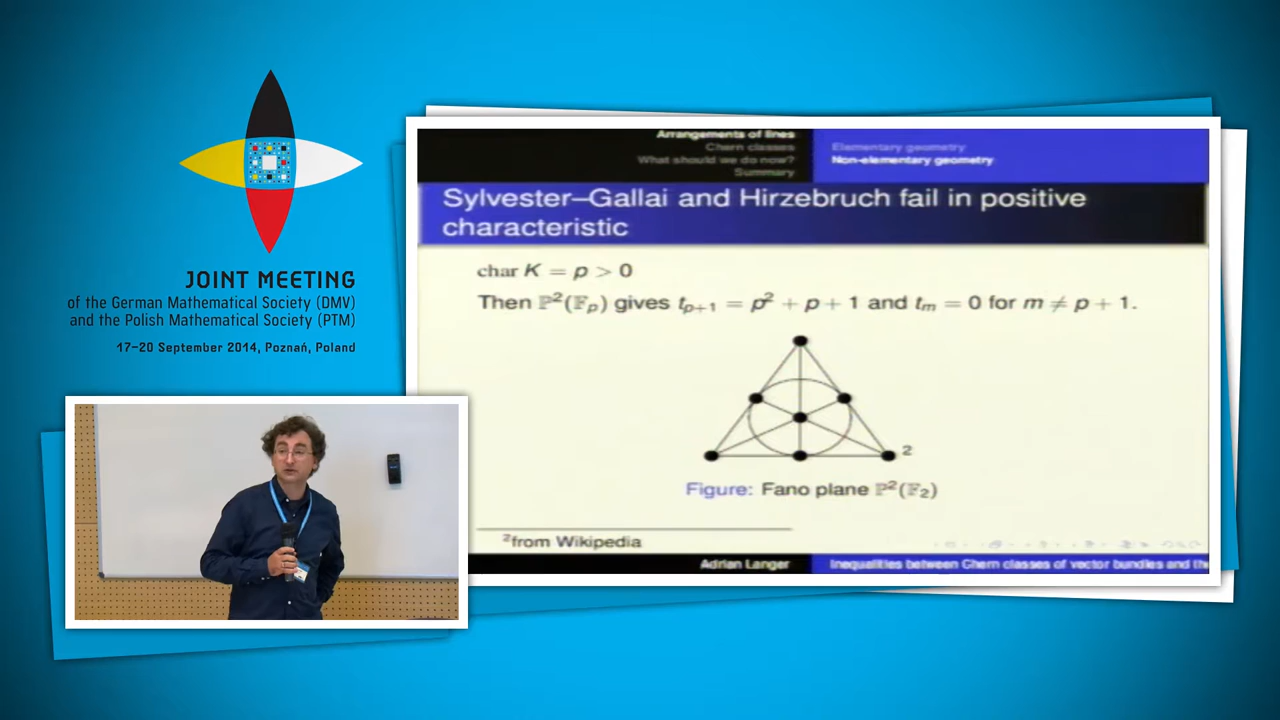 JOINT MEETING
of the German Mathematical Society (DMV)
and the Polish Mathematical Society (PTM)
17–20 September 2014, Poznań, Poland
Arrangements of lines
Chern classes
What should we do now?
Summary
Elementary geometry
Non-elementary geometry
Sylvester–Gallai and Hirzebruch fail in positive
characteristic
char K = p > 0
Then ℙ²(𝔽ₚ) gives tₚ₊₁ = p² + p + 1 and tₘ = 0 for m ≠ p + 1.
2
Figure: Fano plane ℙ²(𝔽₂)
²from Wikipedia
Adrian Langer
Inequalities between Chern classes of vector bundles and